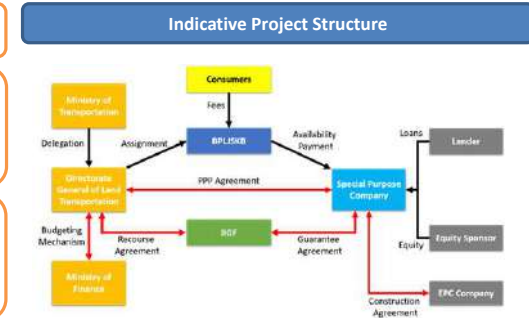 Indicative Project Structure
Consumers
Ministry of
Transportation
Fees
Delegation
Assignment
BPLJSKB
Availability
Payment
Loans
Lender
Directorate
General of Land
Transportation
PPP Agreement
Special Purpose
Company
Budgeting
Mechanism
Recourse
Agreement
Guarantee
Agreement
Equity
Equity Sponsor
Ministry of
Finance
Construction
Agreement
EPC Company